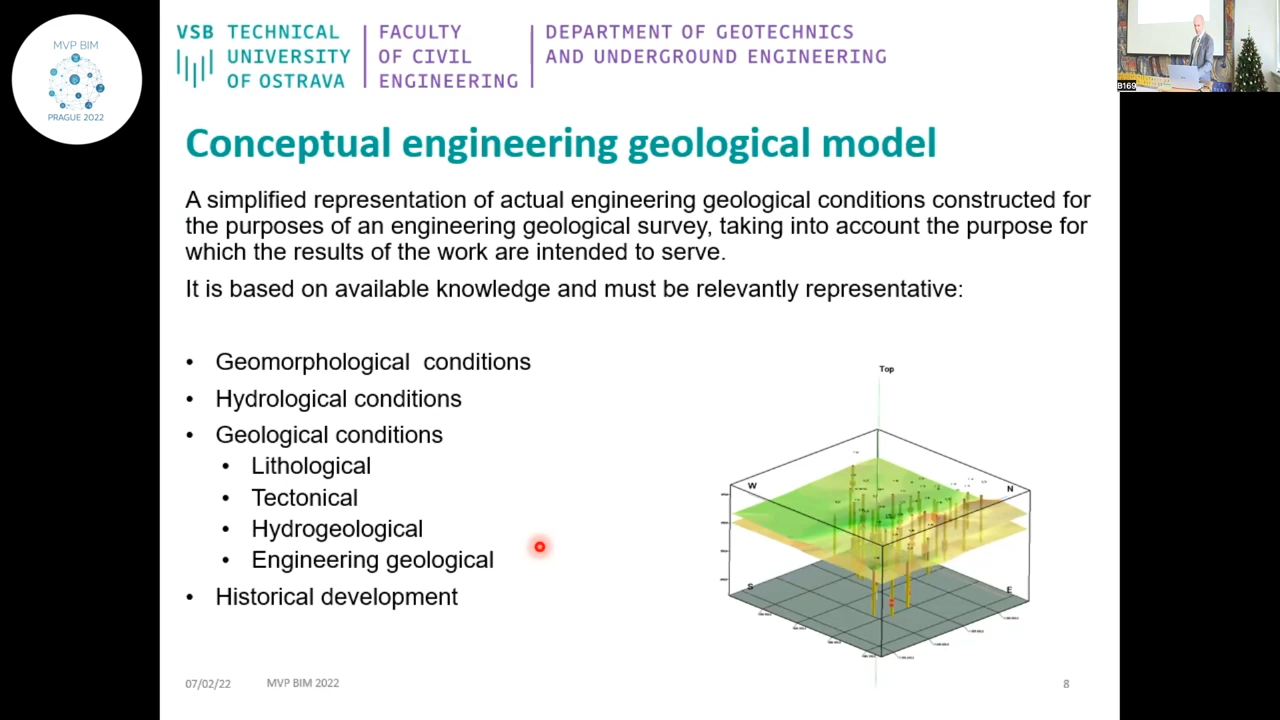 MVP BIM
PRAGUE 2022
VSB TECHNICAL
UNIVERSITY
OF OSTRAVA
FACULTY
OF CIVIL
ENGINEERING
DEPARTMENT OF GEOTECHNICS
AND UNDERGROUND ENGINEERING
B169
Conceptual engineering geological model
A simplified representation of actual engineering geological conditions constructed for
the purposes of an engineering geological survey, taking into account the purpose for
which the results of the work are intended to serve.
It is based on available knowledge and must be relevantly representative:
• Geomorphological conditions
• Hydrological conditions
• Geological conditions
• Lithological
• Tectonical
• Hydrogeological
• Engineering geological
• Historical development
Top
W
N
S
E
07/02/22
MVP BIM 2022
8